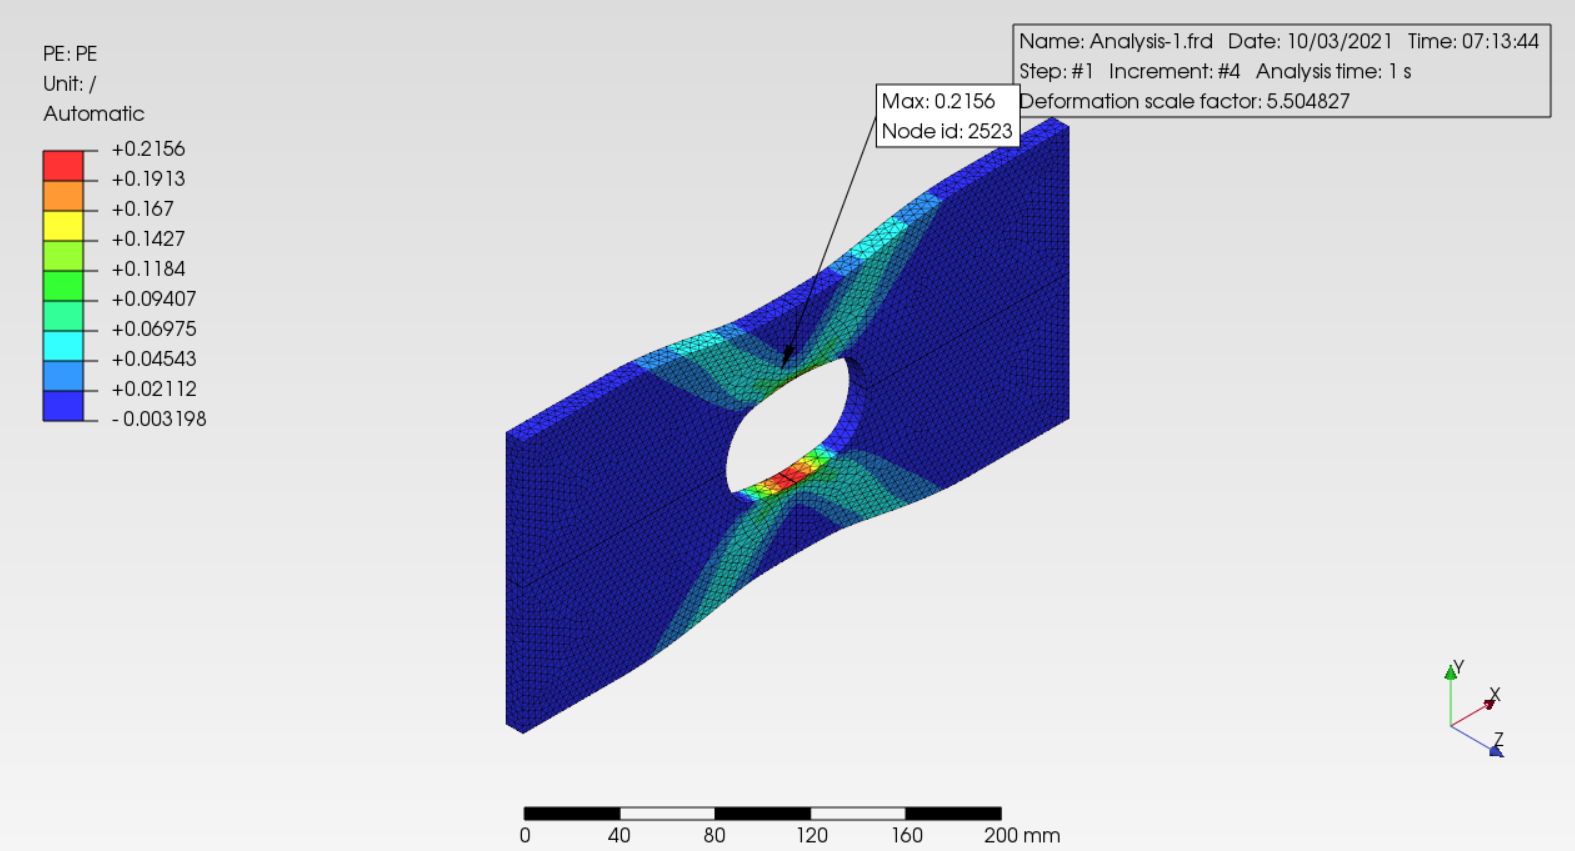 PE: PE
Unit: /
Automatic
+0.2156
+0.1913
+0.167
+0.1427
+0.1184
+0.09407
+0.06975
+0.04543
+0.02112
-0.003198
Name: Analysis-1.frd Date: 10/03/2021 Time: 07:13:44
Step: #1 Increment: #4 Analysis time: 1 s
Deformation scale factor: 5.504827
Max: 0.2156
Node id: 2523
Y
X
Z
0 40 80 120 160 200 mm